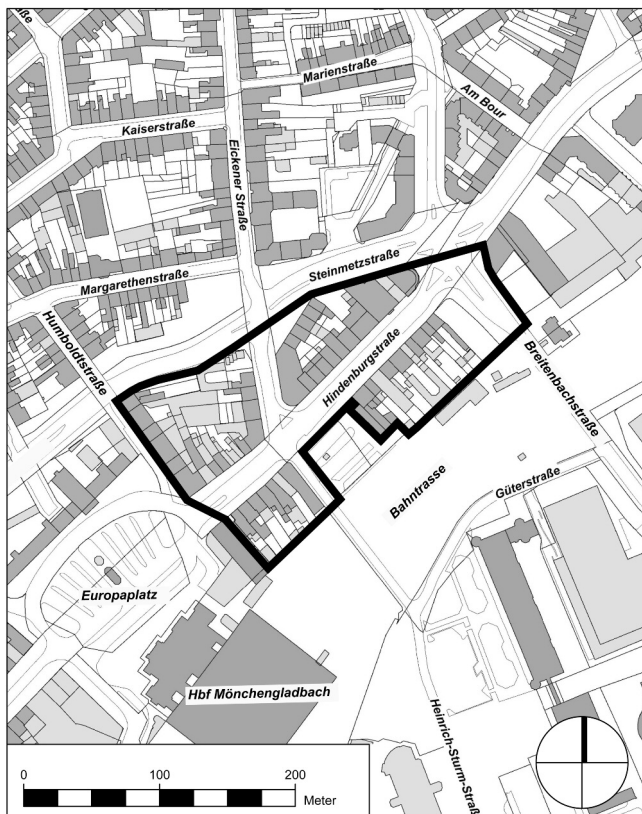 Marienstraße
Am Bour
Kaiserstraße
Eickener Straße
Steinmetzstraße
Margarethenstraße
Humboldtstraße
Hindenburgstraße
Breitenbachstraße
Bahntrasse
Güterstraße
Europaplatz
Hbf Mönchengladbach
Heinrich-Sturm-Straß
0 100 200
Meter